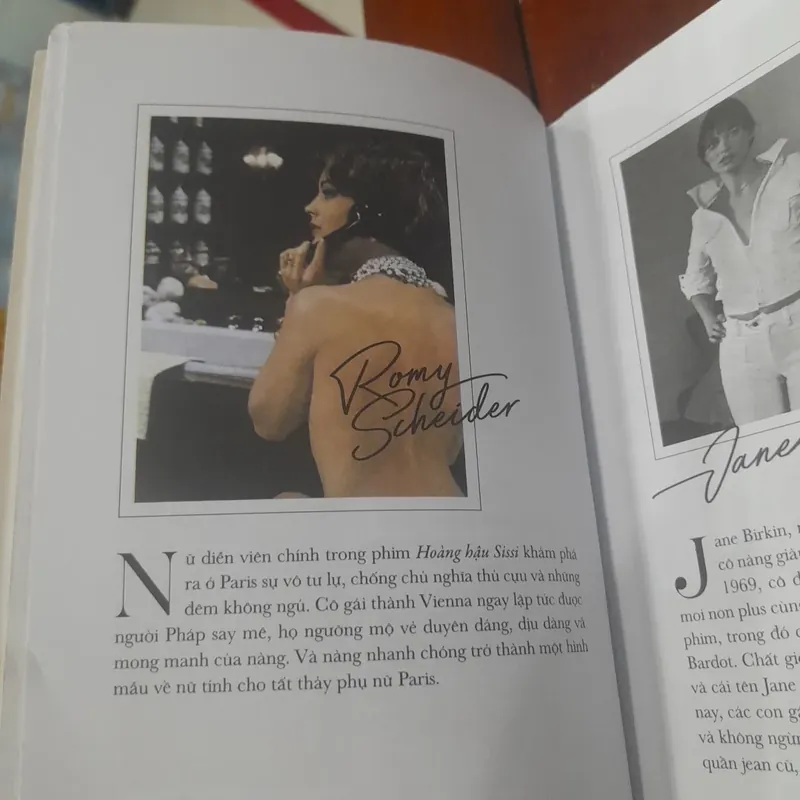 Romy
Scheider
Nữ diễn viên chính trong phim Hoàng hậu Sissi khám phá
ra ở Paris sự vô tư lự, chống chủ nghĩa thủ cựu và những
đêm không ngủ. Cô gái thành Vienna ngay lập tức được
người Pháp say mê, họ ngưỡng mộ vẻ duyên dáng, dịu dàng và
mong manh của nàng. Và nàng nhanh chóng trở thành một hình
mẫu về nữ tính cho tất thảy phụ nữ Paris.
Jane
Jane Birkin,
cô nàng giả
1969, cô đ
moi non plus cùng
phim, trong đó c
Bardot. Chất gi
và cái tên Jane
nay, các con gá
và không ngừn
quần jean cũ,